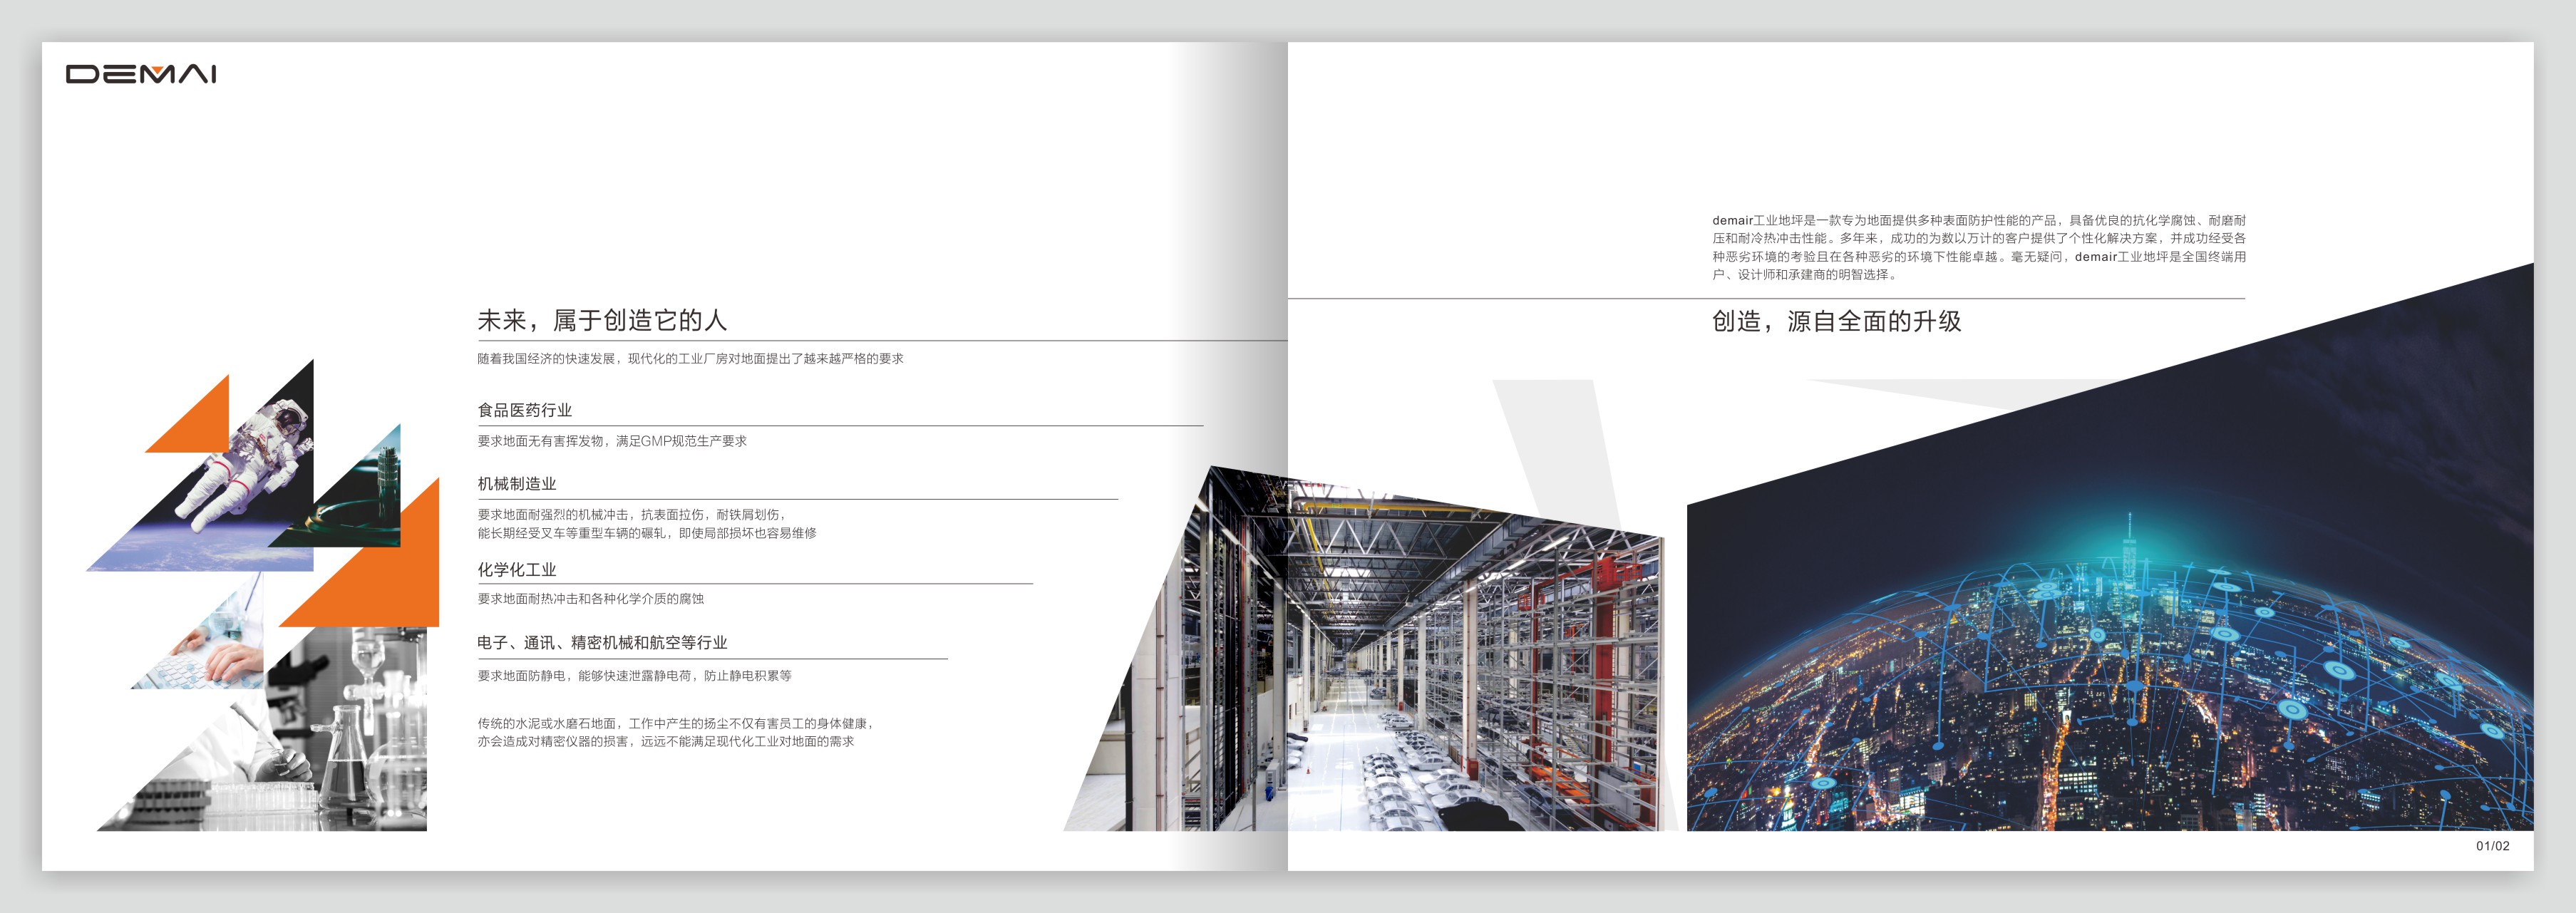 DEMAI
未来，属于创造它的人
随着我国经济的快速发展，现代化的工业厂房对地面提出了越来越严格的要求
食品医药行业
要求地面无有害挥发物，满足GMP规范生产要求
机械制造业
要求地面耐强烈的机械冲击，抗表面拉伤，耐铁屑划伤，
能长期经受叉车等重型车辆的碾轧，即使局部损坏也容易维修
化学化工业
要求地面耐热冲击和各种化学介质的腐蚀
电子、通讯、精密机械和航空等行业
要求地面防静电，能够快速泄露静电荷，防止静电积累等
传统的水泥或水磨石地面，工作中产生的扬尘不仅有害员工的身体健康，
亦会造成对精密仪器的损害，远远不能满足现代化工业对地面的需求
demair工业地坪是一款专为地面提供多种表面防护性能的产品，具备优良的抗化学腐蚀、耐磨耐
压和耐冷热冲击性能。多年来，成功的为数以万计的客户提供了个性化解决方案，并成功经受各
种恶劣环境的考验且在各种恶劣的环境下性能卓越。毫无疑问，demair工业地坪是全国终端用
户、设计师和承建商的明智选择。
创造，源自全面的升级
01/02